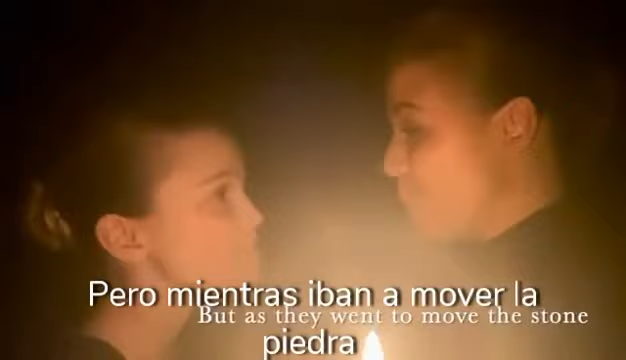 Pero mientras iban a mover la
But as they went to move the stone
piedra